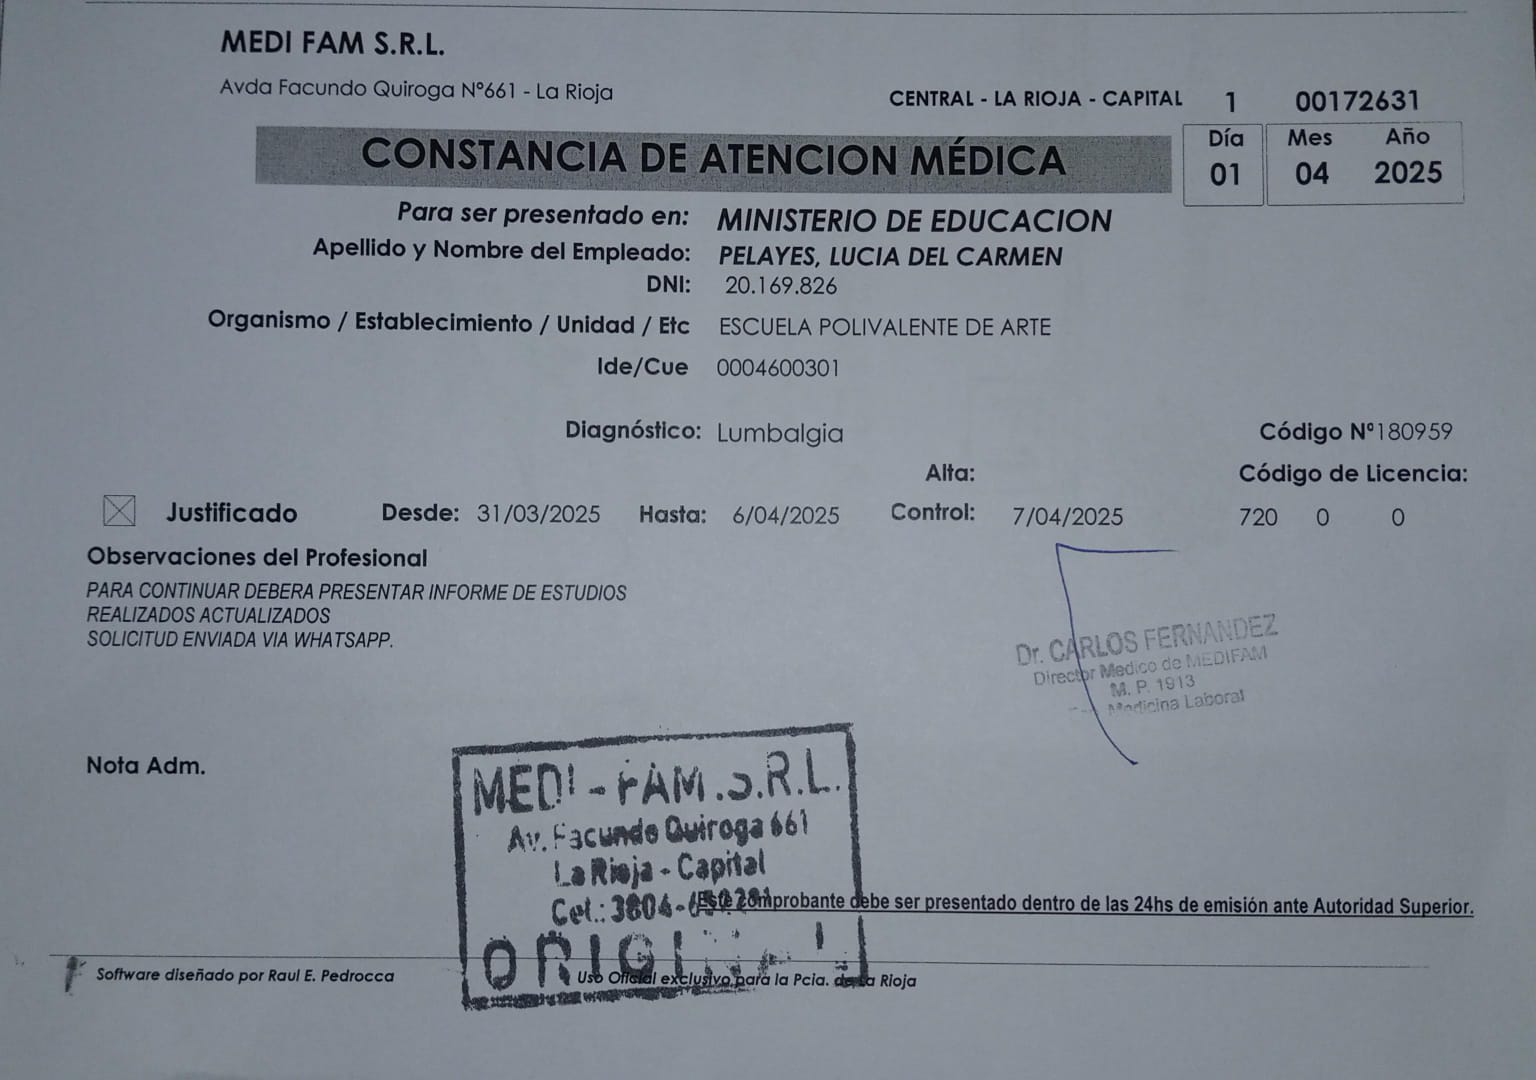 MEDI FAM S.R.L.
Avda Facundo Quiroga Nº661 - La Rioja
CENTRAL - LA RIOJA - CAPITAL 1 00172631
CONSTANCIA DE ATENCION MÉDICA
Día Mes Año
01 04 2025
Para ser presentado en: MINISTERIO DE EDUCACION
Apellido y Nombre del Empleado: PELAYES, LUCIA DEL CARMEN
DNI: 20.169.826
Organismo / Establecimiento / Unidad / Etc ESCUELA POLIVALENTE DE ARTE
Ide/Cue 0004600301
Diagnóstico: Lumbalgia Código Nº180959
Alta: Código de Licencia:
Justificado Desde: 31/03/2025 Hasta: 6/04/2025 Control: 7/04/2025 720 0 0
Observaciones del Profesional
PARA CONTINUAR DEBERA PRESENTAR INFORME DE ESTUDIOS
REALIZADOS ACTUALIZADOS
SOLICITUD ENVIADA VIA WHATSAPP.
Dr. CARLOS FERNANDEZ
Director Medico de MEDIFAM
M. P. 1913
Medicina Laboral
Nota Adm.
MEDI - FAM.S.R.L.
Av. Facundo Quiroga 661
La Rioja - Capital
Cel.: 3804-
Este comprobante debe ser presentado dentro de las 24hs de emisión ante Autoridad Superior.
ORIGINAL
Software diseñado por Raul E. Pedrocca
Uso Oficial exclusivo para la Pcia. de La Rioja